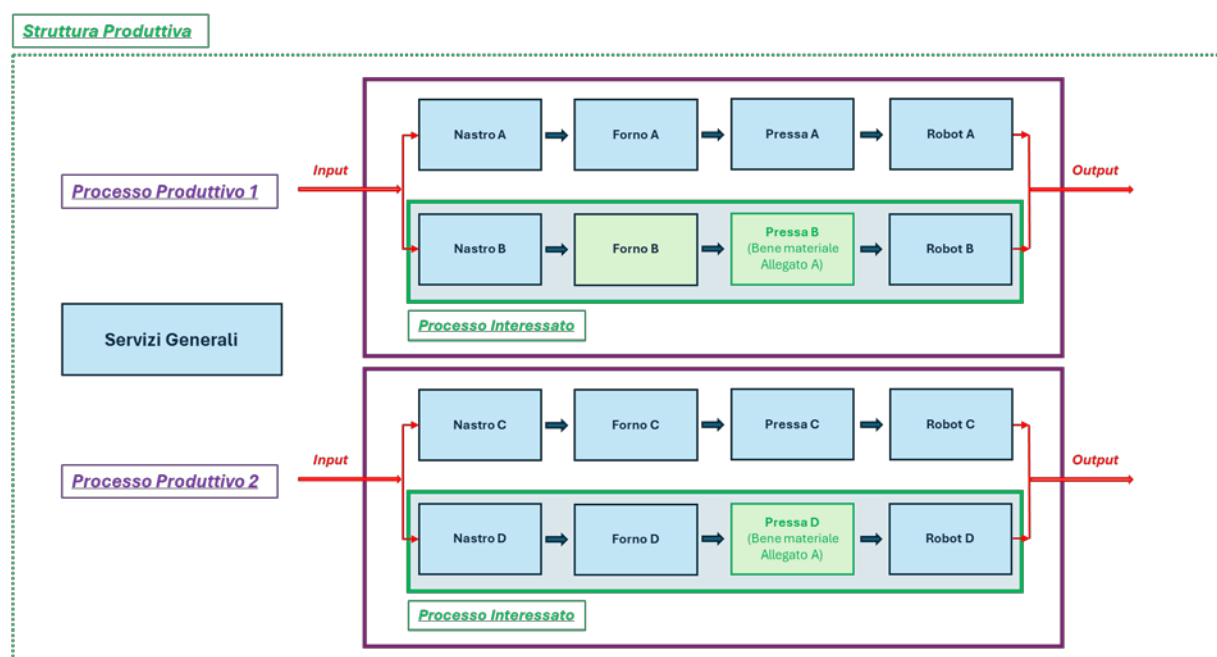 Struttura Produttiva
Nastro A
Forno A
Pressa A
Robot A
Input
Output
Processo Produttivo 1
Nastro B
Forno B
Pressa B
(Bene materiale
Allegato A)
Robot B
Processo Interessato
Servizi Generali
Nastro C
Forno C
Pressa C
Robot C
Input
Output
Processo Produttivo 2
Nastro D
Forno D
Pressa D
(Bene materiale
Allegato A)
Robot D
Processo Interessato